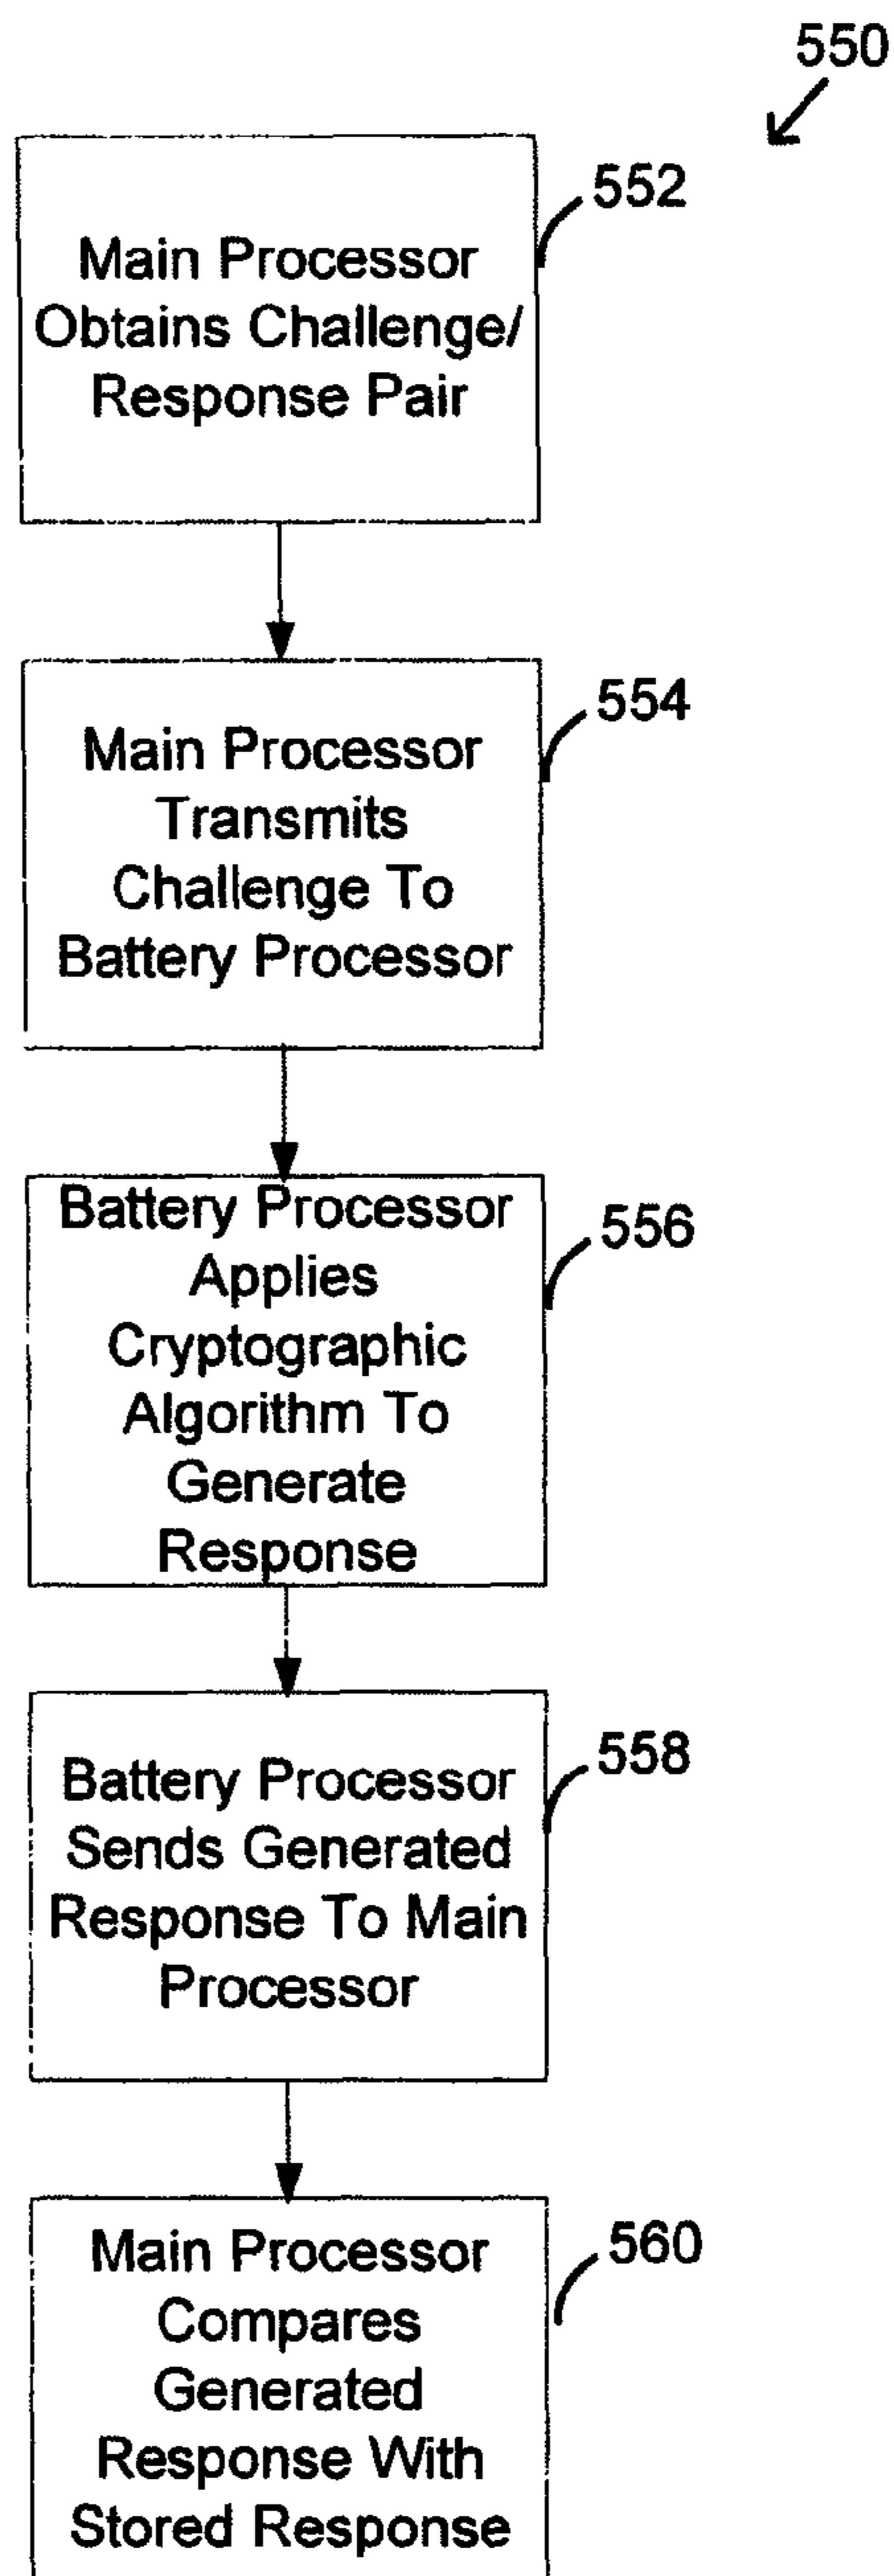 550
552
Main Processor
Obtains Challenge/
Response Pair
554
Main Processor
Transmits
Challenge To
Battery Processor
556
Battery Processor
Applies
Cryptographic
Algorithm To
Generate
Response
558
Battery Processor
Sends Generated
Response To Main
Processor
560
Main Processor
Compares
Generated
Response With
Stored Response